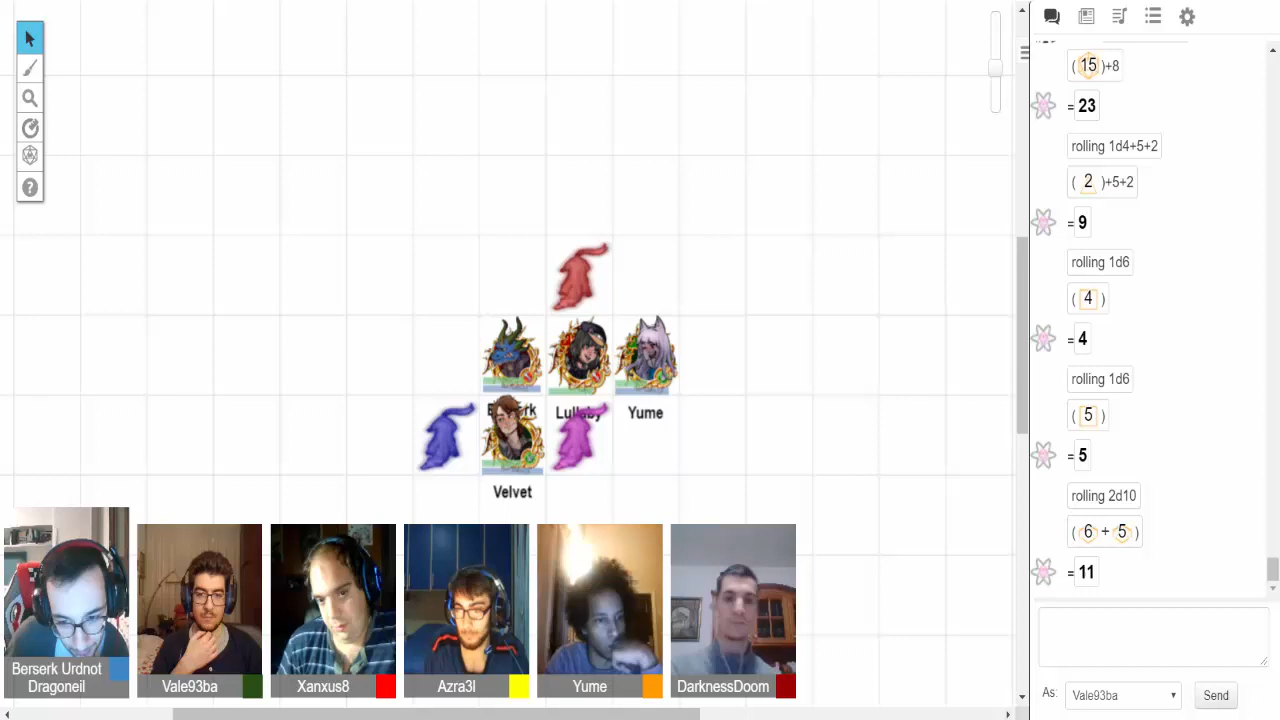 (15)+8
= 23
rolling 1d4+5+2
(2)+5+2
= 9
rolling 1d6
(4)
= 4
rolling 1d6
(5)
= 5
rolling 2d10
(6 + 5)
= 11
Lullaby
Yume
Velvet
Berserk Urdnot
Dragoneil
Vale93ba
Xanxus8
Azra3l
Yume
DarknessDoom
As:
Vale93ba
Send